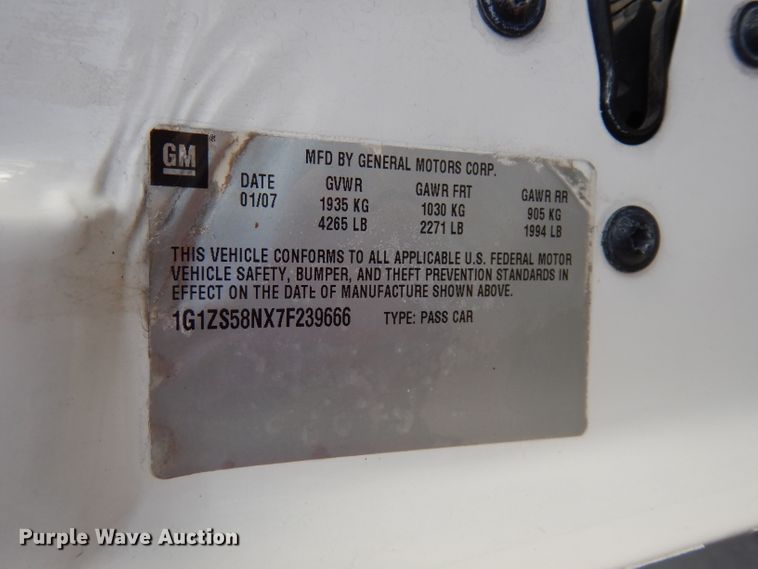 GM
MFD BY GENERAL MOTORS CORP.
DATE GVWR GAWR FRT GAWR RR
01/07 1935 KG 1030 KG 905 KG
4265 LB 2271 LB 1994 LB
THIS VEHICLE CONFORMS TO ALL APPLICABLE U.S. FEDERAL MOTOR
VEHICLE SAFETY, BUMPER, AND THEFT PREVENTION STANDARDS IN
EFFECT ON THE DATE OF MANUFACTURE SHOWN ABOVE.
1G1ZS58NX7F239666 TYPE: PASS CAR
Purple Wave Auction